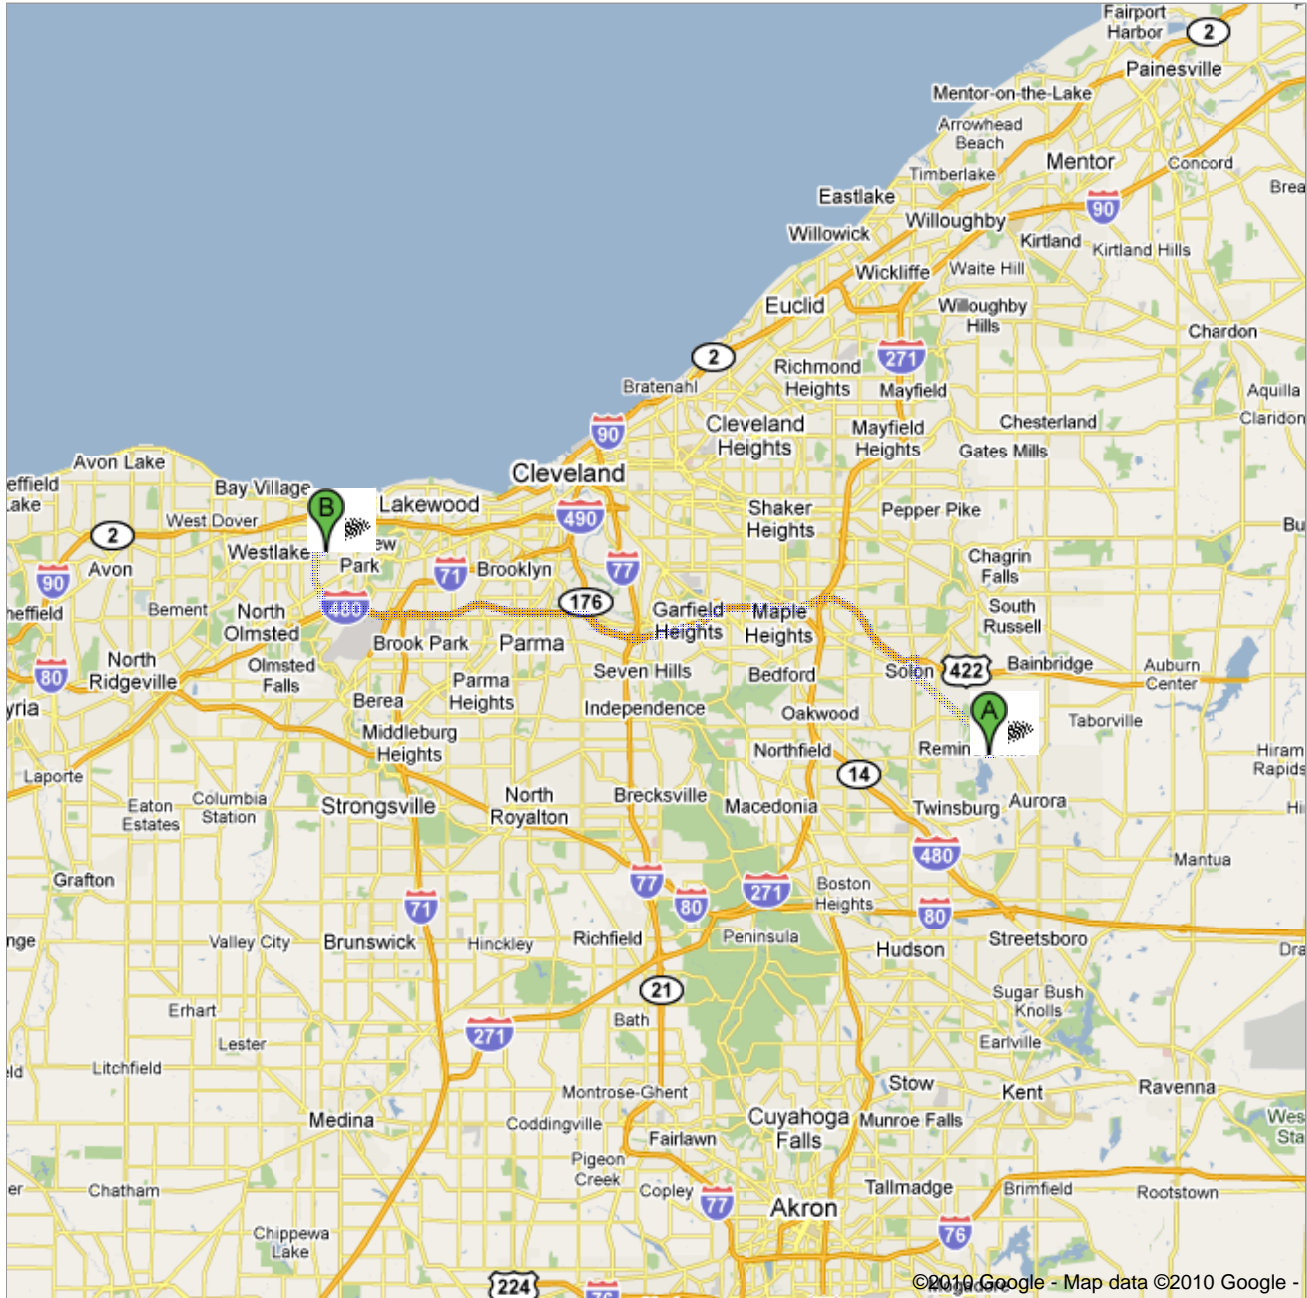 Fairport
Harbor
2
Painesville
Mentor-on-the-Lake
Arrowhead
Beach
Mentor
Concord
Timberlake
Eastlake
90
Willoughby
Willowick
Kirtland
Kirtland Hills
Wickliffe
Waite Hill
Euclid
Willoughby
Hills
Chardon
2
271
Richmond
Heights
Bratenahl
Mayfield
Aquilla
Claridon
Chesterland
Cleveland
Heights
Mayfield
Heights
90
Gates Mills
Avon Lake
Cleveland
Bay Village
B
Lakewood
Shaker
Heights
Pepper Pike
490
West Dover
2
Westlake
Park
Avon
90
71
Brooklyn
77
Chagrin
Falls
Bement
480
176
Garfield
Heights
Maple
Heights
South
Russell
North
Olmsted
Brook Park
Parma
North
Ridgeville
80
Olmsted
Falls
Seven Hills
Bedford
Solon
422
Bainbridge
Auburn
Center
Berea
Parma
Heights
Independence
Oakwood
A
Taborville
Middleburg
Heights
Northfield
14
Hiram
Rapids
Laporte
Eaton
Estates
Columbia
Station
Strongsville
North
Royalton
Brecksville
Macedonia
Twinsburg
Aurora
480
Mantua
Grafton
77
80
271
Boston
Heights
80
71
Valley City
Brunswick
Hinckley
Richfield
Peninsula
Hudson
Streetsboro
21
Sugar Bush
Knolls
Erhart
271
Bath
Lester
Earlville
Litchfield
Montrose-Ghent
Stow
Kent
Ravenna
Medina
Coddingville
Cuyahoga
Falls
Munroe Falls
Fairlawn
Pigeon
Creek
Chatham
Copley
77
Tallmadge
Brimfield
Rootstown
Akron
76
Chippewa
Lake
224
76
©2010 Google - Map data ©2010 Google -